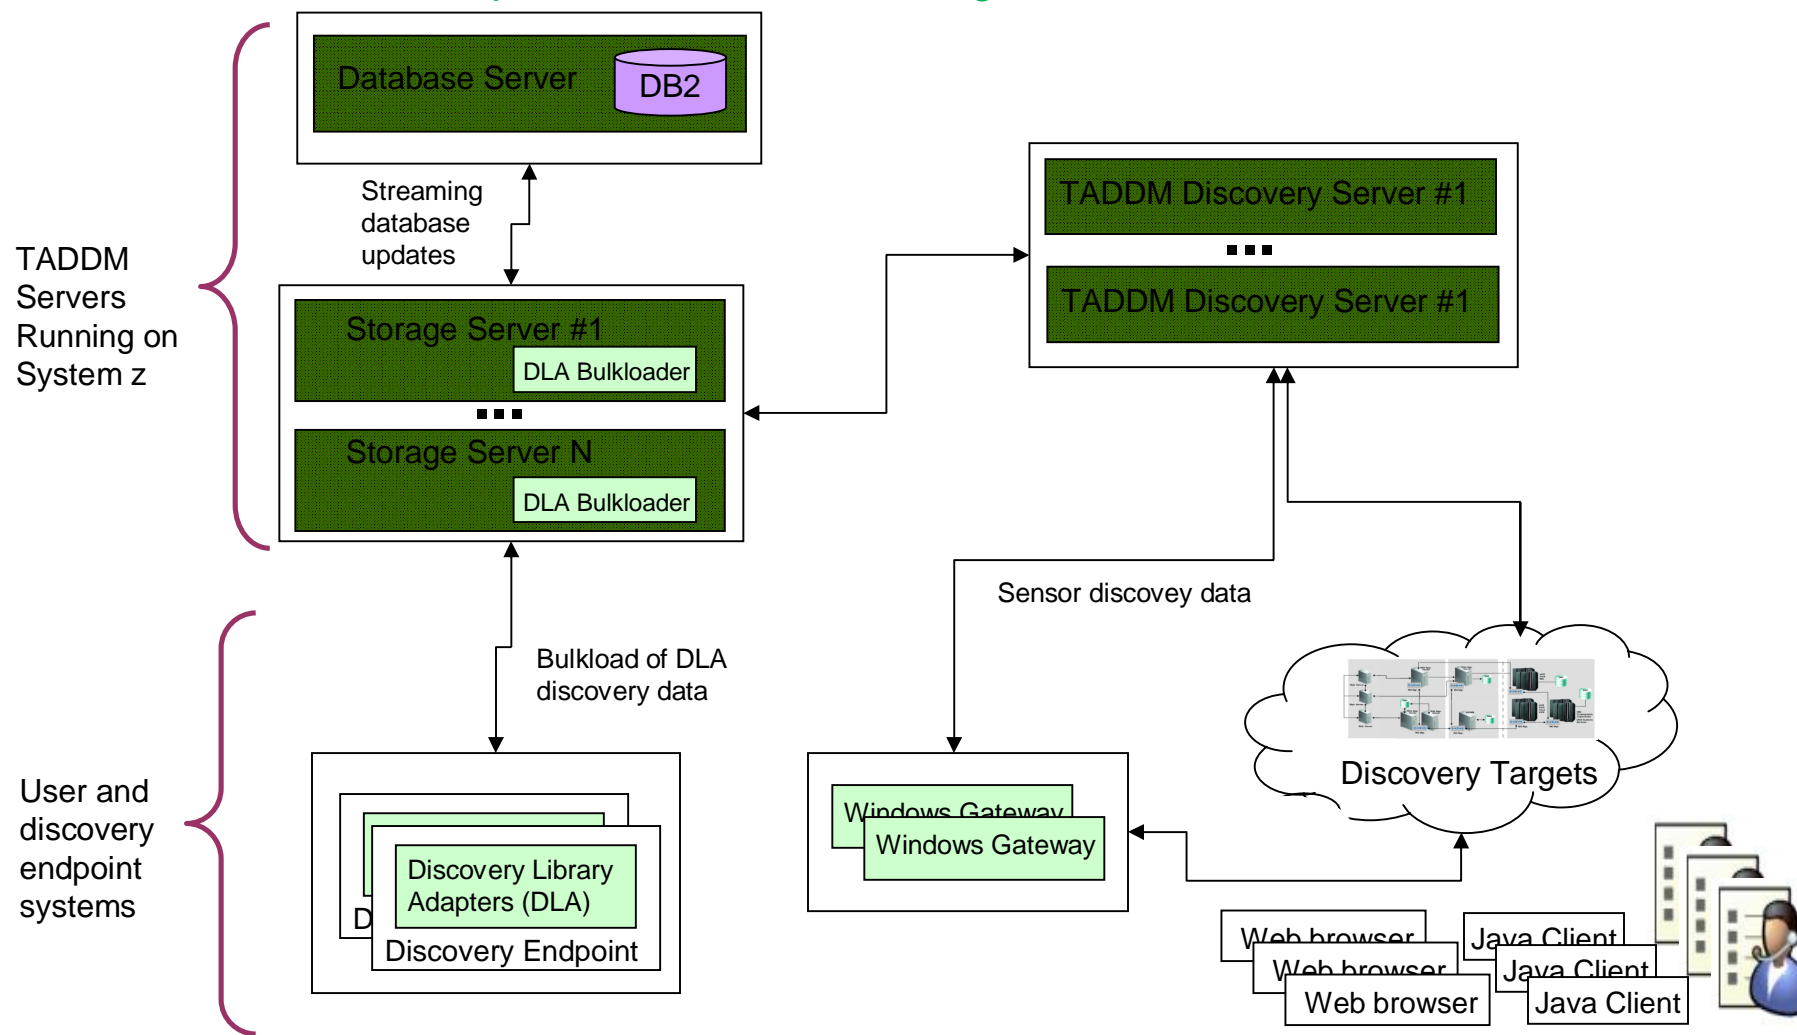 Database Server
DB2
Streaming
database
updates
TADDM
Servers
Running on
System z
Storage Server #1
DLA Bulkloader
Storage Server N
DLA Bulkloader
TADDM Discovery Server #1
TADDM Discovery Server #1
Sensor discovey data
Bulkload of DLA
discovery data
User and
discovery
endpoint
systems
Discovery Library
Adapters (DLA)
D
Discovery Endpoint
Windows Gateway
Windows Gateway
Discovery Targets
Web browser
Web browser
Web browser
Java Client
Java Client
Java Client